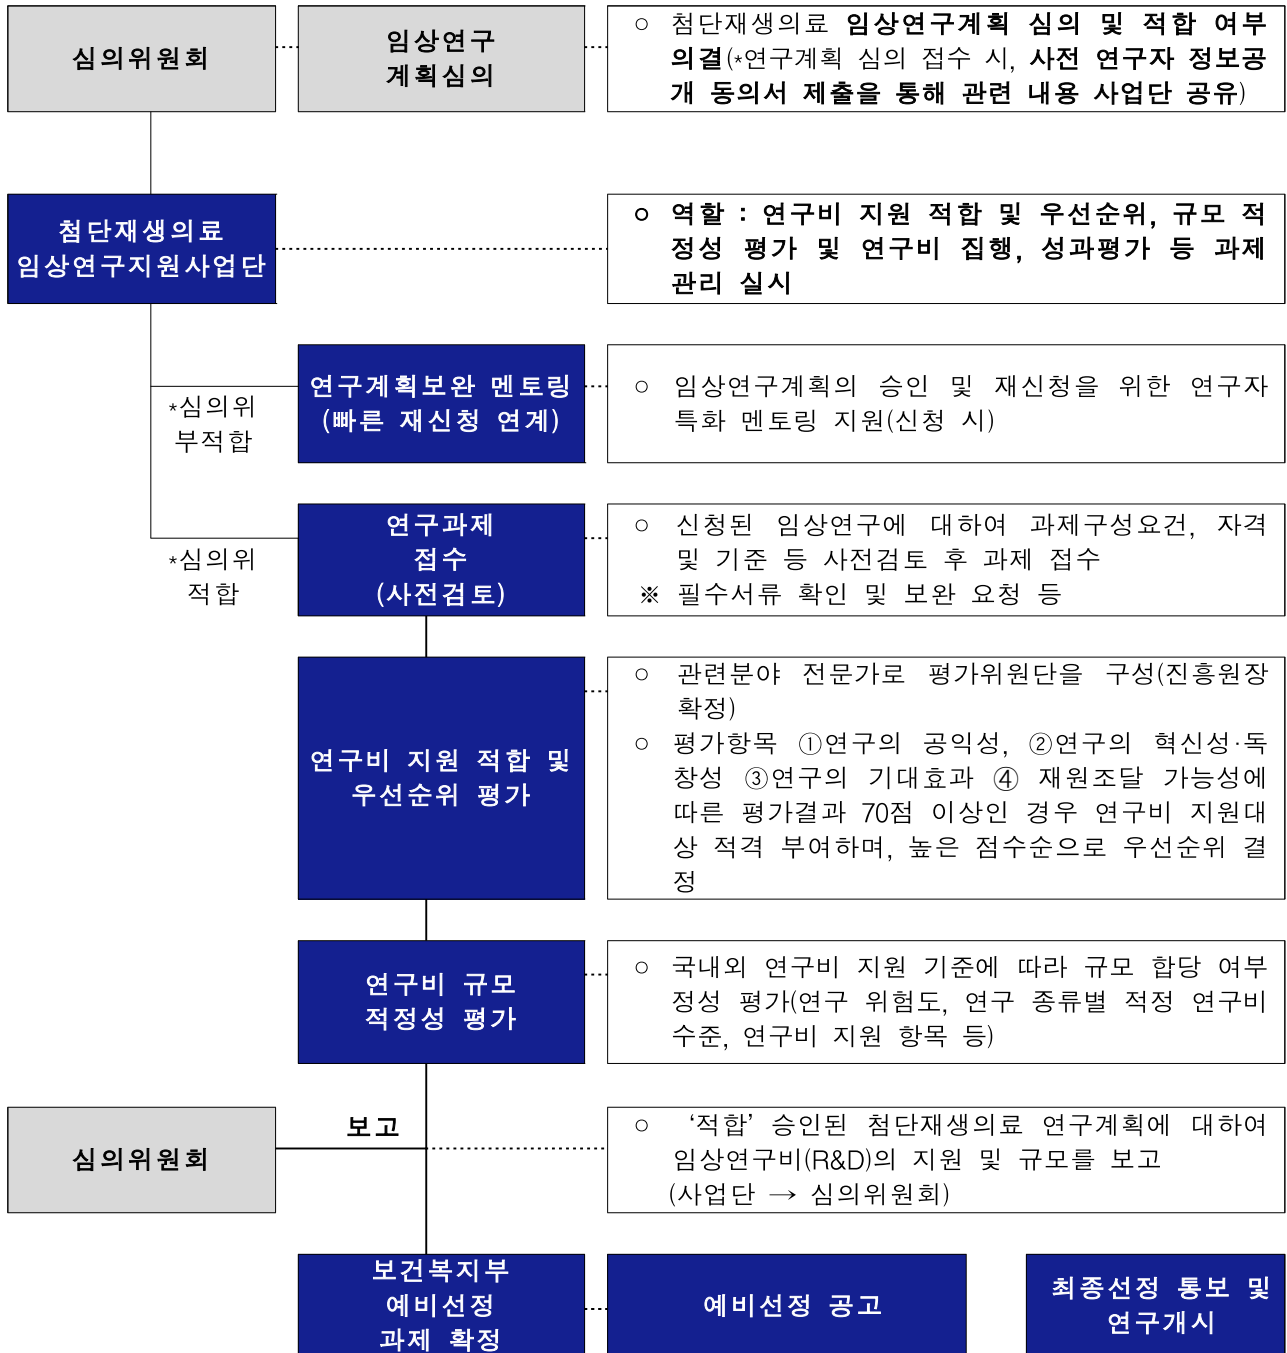 심의위원회
임상연구
계획심의
○ 첨단재생의료 임상연구계획 심의 및 적합 여부
의결(*연구계획 심의 접수 시, 사전 연구자 정보공
개 동의서 제출을 통해 관련 내용 사업단 공유)
첨단재생의료
임상연구지원사업단
○ 역할 : 연구비 지원 적합 및 우선순위, 규모 적
정성 평가 및 연구비 집행, 성과평가 등 과제
관리 실시
*심의위
부적합
연구계획보완 멘토링
(빠른 재신청 연계)
○ 임상연구계획의 승인 및 재신청을 위한 연구자
특화 멘토링 지원(신청 시)
*심의위
적합
연구과제
접수
(사전검토)
○ 신청된 임상연구에 대하여 과제구성요건, 자격
및 기준 등 사전검토 후 과제 접수
※ 필수서류 확인 및 보완 요청 등
연구비 지원 적합 및
우선순위 평가
○ 관련분야 전문가로 평가위원단을 구성(진흥원장
확정)
○ 평가항목 ①연구의 공익성, ②연구의 혁신성·독
창성 ③연구의 기대효과 ④ 재원조달 가능성에
따른 평가결과 70점 이상인 경우 연구비 지원대
상 적격 부여하며, 높은 점수순으로 우선순위 결
정
연구비 규모
적정성 평가
○ 국내외 연구비 지원 기준에 따라 규모 합당 여부
정성 평가(연구 위험도, 연구 종류별 적정 연구비
수준, 연구비 지원 항목 등)
심의위원회
보고
○ ‘적합’ 승인된 첨단재생의료 연구계획에 대하여
임상연구비(R&D)의 지원 및 규모를 보고
(사업단 → 심의위원회)
보건복지부
예비선정
과제 확정
예비선정 공고
최종선정 통보 및
연구개시